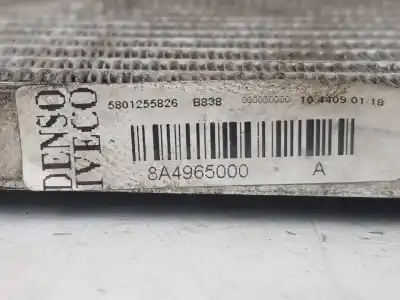 DENSO
IVECO
5801255826 B838 000000000 10 4409 01 18
8A4965000 A